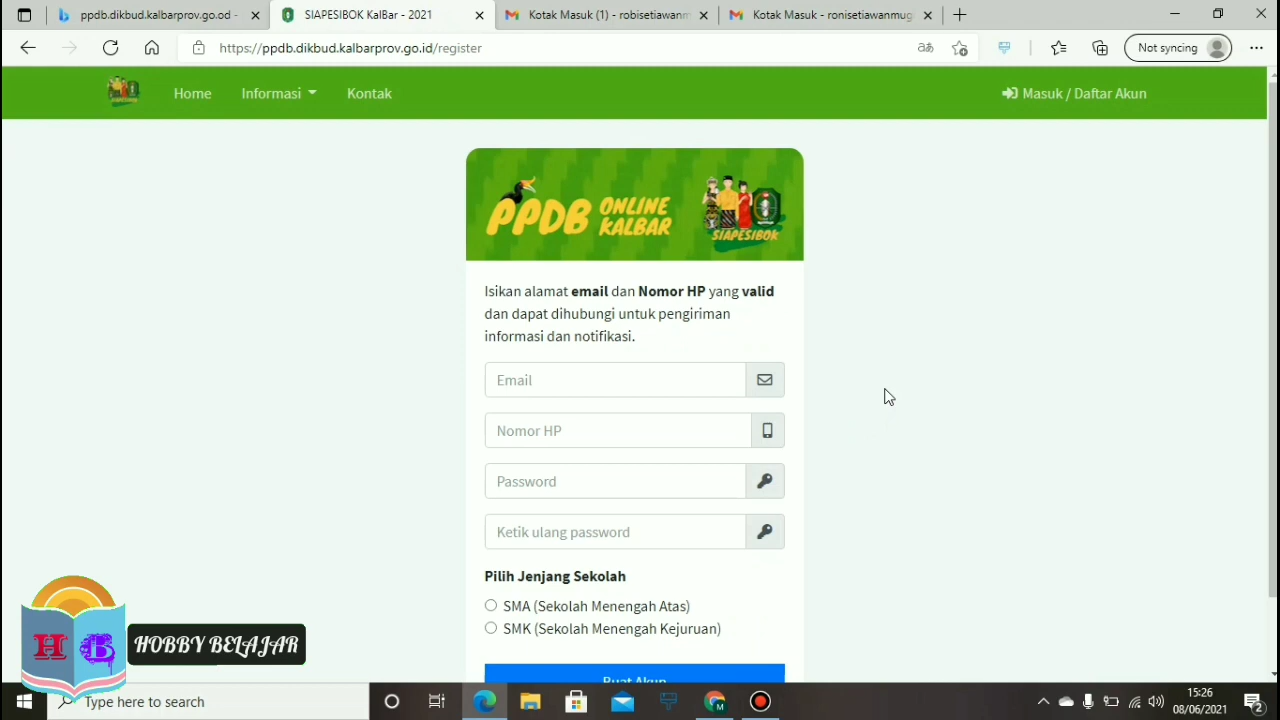 ppdb.dikbud.kalbarprov.go.od -
SIAPESIBOK KalBar - 2021
Kotak Masuk (1) - robisetiawanm
Kotak Masuk - ronisetiawanmug
https://ppdb.dikbud.kalbarprov.go.id/register
Not syncing
Home
Informasi
Kontak
Masuk / Daftar Akun
PPDB ONLINE KALBAR
SIAPESIBOK
Isikan alamat email dan Nomor HP yang valid
dan dapat dihubungi untuk pengiriman
informasi dan notifikasi.
Email
Nomor HP
Password
Ketik ulang password
Pilih Jenjang Sekolah
SMA (Sekolah Menengah Atas)
SMK (Sekolah Menengah Kejuruan)
Buat Akun
H B
HOBBY BELAJAR
Type here to search
15:26
08/06/2021